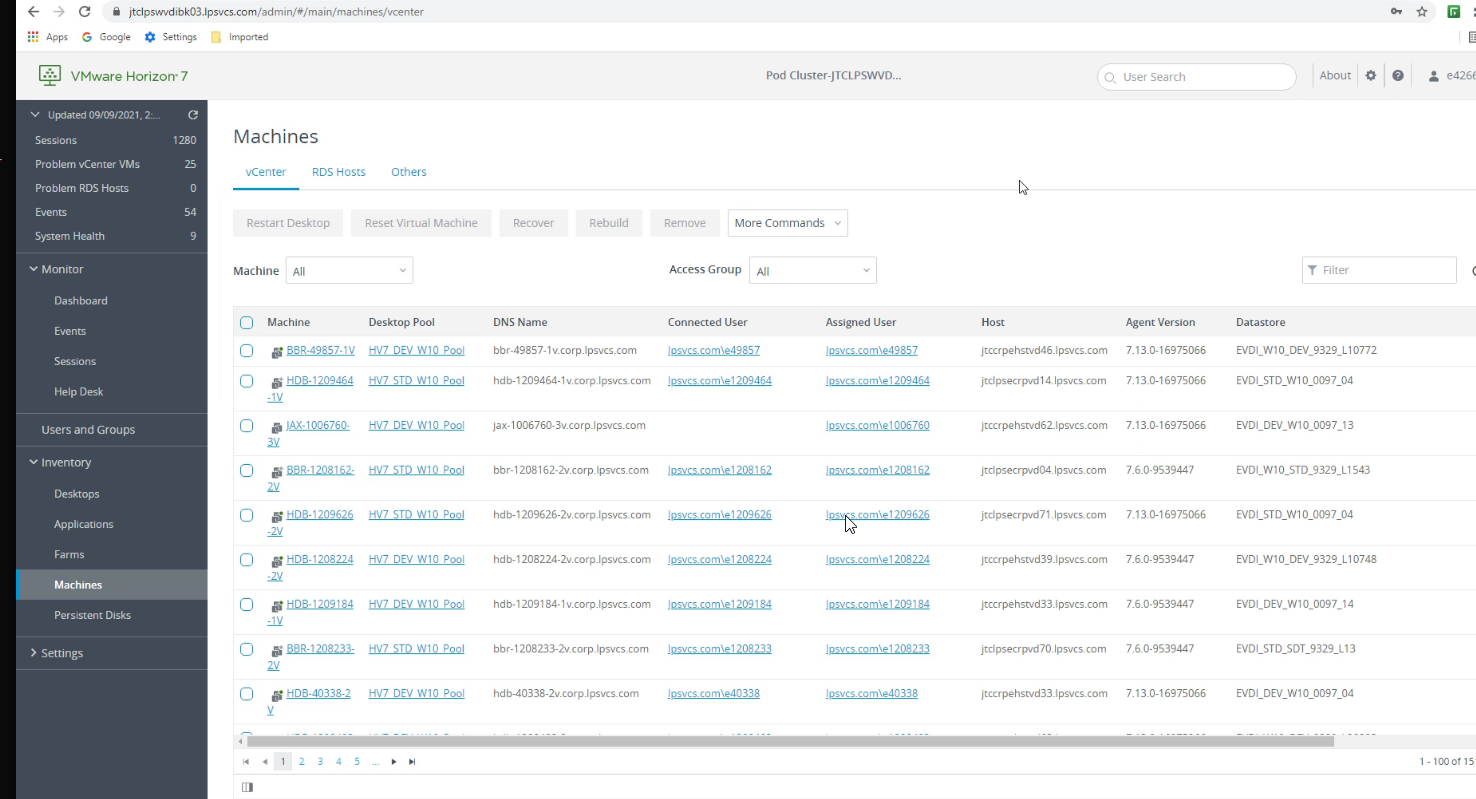 jtclpswvdibk03.lpsvcs.com/admin/#/main/machines/vcenter
Apps Google Settings Imported
VMware Horizon® 7 Pod Cluster-JTCLPSWVD... User Search About e4266
Updated 09/09/2021, 2:...
Sessions 1280
Problem vCenter VMs 25
Problem RDS Hosts 0
Events 54
System Health 9
Monitor
Dashboard
Events
Sessions
Help Desk
Users and Groups
Inventory
Desktops
Applications
Farms
Machines
Persistent Disks
Settings
Machines
vCenter RDS Hosts Others
Restart Desktop Reset Virtual Machine Recover Rebuild Remove More Commands
Machine All Access Group All Filter
Machine Desktop Pool DNS Name Connected User Assigned User Host Agent Version Datastore
BBR-49857-1V HV7_DEV_W10_Pool bbr-49857-1v.corp.lpsvcs.com lpsvcs.com\e49857 lpsvcs.com\e49857 jtccrpehstvd46.lpsvcs.com 7.13.0-16975066 EVDI_W10_DEV_9329_L10772
HDB-1209464 HV7_STD_W10_Pool hdb-1209464-1v.corp.lpsvcs.com lpsvcs.com\e1209464 lpsvcs.com\e1209464 jtclpsecrpvd14.lpsvcs.com 7.13.0-16975066 EVDI_STD_W10_0097_04
-1V
JAX-1006760- HV7_DEV_W10_Pool jax-1006760-3v.corp.lpsvcs.com lpsvcs.com\e1006760 jtccrpehstvd62.lpsvcs.com 7.13.0-16975066 EVDI_DEV_W10_0097_13
3V
BBR-1208162- HV7_STD_W10_Pool bbr-1208162-2v.corp.lpsvcs.com lpsvcs.com\e1208162 lpsvcs.com\e1208162 jtclpsecrpvd04.lpsvcs.com 7.6.0-9539447 EVDI_W10_STD_9329_L1543
2V
HDB-1209626 HV7_STD_W10_Pool hdb-1209626-2v.corp.lpsvcs.com lpsvcs.com\e1209626 lpsvcs.com\e1209626 jtclpsecrpvd71.lpsvcs.com 7.13.0-16975066 EVDI_STD_W10_0097_04
-2V
HDB-1208224 HV7_DEV_W10_Pool hdb-1208224-2v.corp.lpsvcs.com lpsvcs.com\e1208224 lpsvcs.com\e1208224 jtccrpehstvd39.lpsvcs.com 7.6.0-9539447 EVDI_W10_DEV_9329_L10748
-2V
HDB-1209184 HV7_DEV_W10_Pool hdb-1209184-1v.corp.lpsvcs.com lpsvcs.com\e1209184 lpsvcs.com\e1209184 jtccrpehstvd33.lpsvcs.com 7.6.0-9539447 EVDI_DEV_W10_0097_14
-1V
BBR-1208233- HV7_STD_W10_Pool bbr-1208233-2v.corp.lpsvcs.com lpsvcs.com\e1208233 lpsvcs.com\e1208233 jtclpsecrpvd70.lpsvcs.com 7.6.0-9539447 EVDI_STD_SDT_9329_L13
2V
HDB-40338-2 HV7_DEV_W10_Pool hdb-40338-2v.corp.lpsvcs.com lpsvcs.com\e40338 lpsvcs.com\e40338 jtccrpehstvd33.lpsvcs.com 7.13.0-16975066 EVDI_DEV_W10_0097_04
V
1 2 3 4 5 ... 1 - 100 of 15